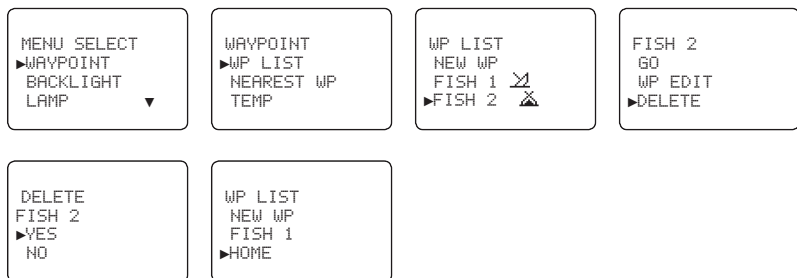 MENU SELECT
►WAYPOINT
BACKLIGHT
LAMP ▼
WAYPOINT
►WP LIST
NEAREST WP
TEMP
WP LIST
NEW WP
FISH 1
►FISH 2
FISH 2
GO
WP EDIT
►DELETE
DELETE
FISH 2
►YES
NO
WP LIST
NEW WP
FISH 1
►HOME